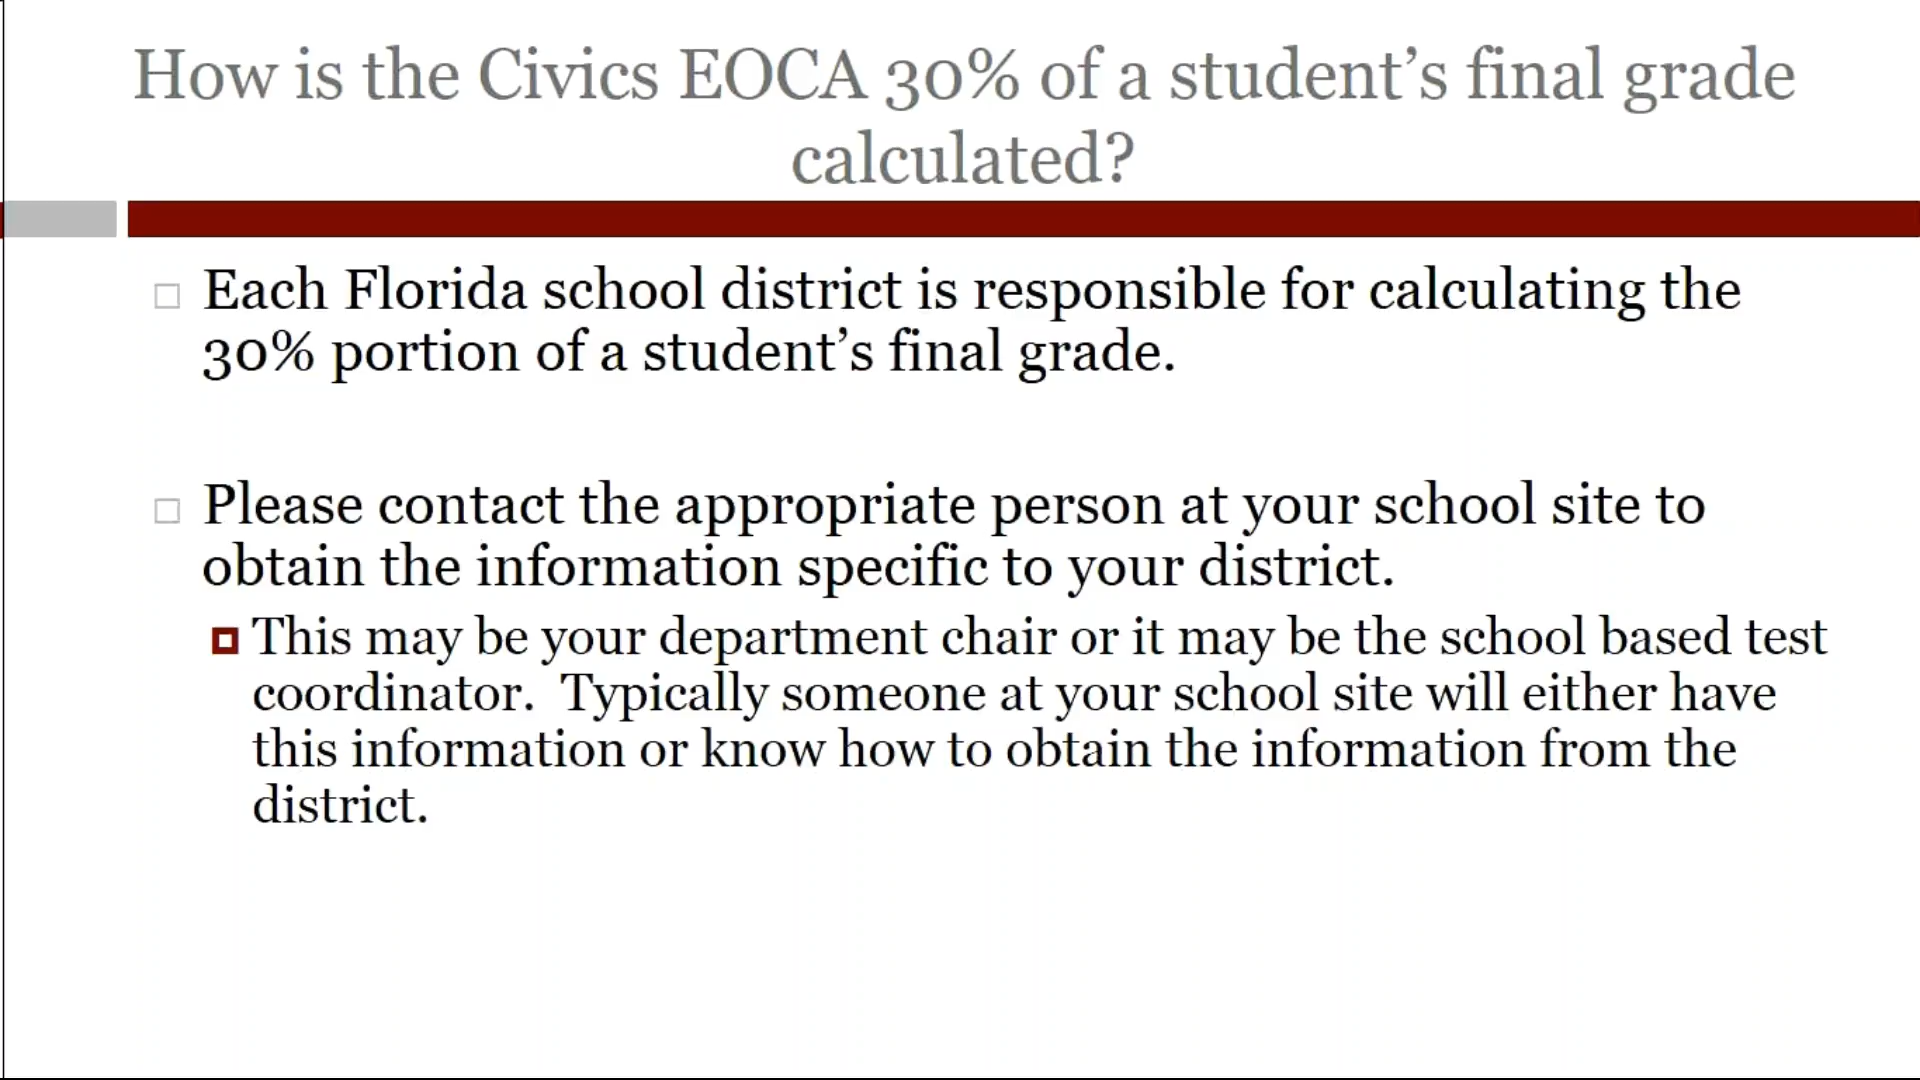 How is the Civics EOCA 30% of a student’s final grade
calculated?
Each Florida school district is responsible for calculating the
30% portion of a student’s final grade.
Please contact the appropriate person at your school site to
obtain the information specific to your district.
This may be your department chair or it may be the school based test
coordinator.  Typically someone at your school site will either have
this information or know how to obtain the information from the
district.